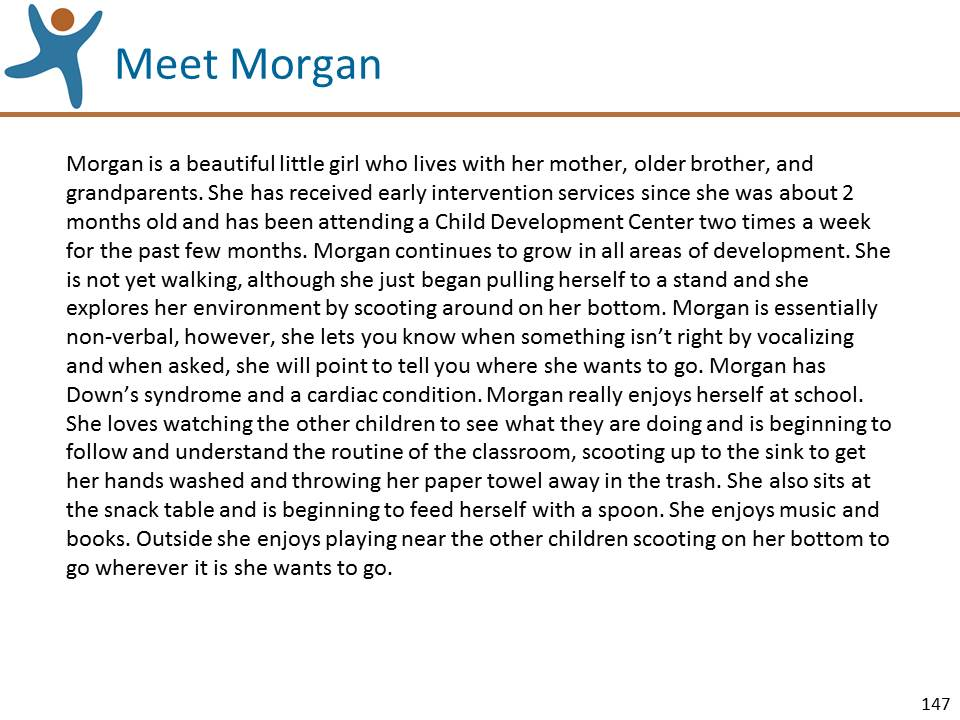 Meet Morgan
Morgan is a beautiful little girl who lives with her mother, older brother, and
grandparents. She has received early intervention services since she was about 2
months old and has been attending a Child Development Center two times a week
for the past few months. Morgan continues to grow in all areas of development. She
is not yet walking, although she just began pulling herself to a stand and she
explores her environment by scooting around on her bottom. Morgan is essentially
non-verbal, however, she lets you know when something isn’t right by vocalizing
and when asked, she will point to tell you where she wants to go. Morgan has
Down’s syndrome and a cardiac condition. Morgan really enjoys herself at school.
She loves watching the other children to see what they are doing and is beginning to
follow and understand the routine of the classroom, scooting up to the sink to get
her hands washed and throwing her paper towel away in the trash. She also sits at
the snack table and is beginning to feed herself with a spoon. She enjoys music and
books. Outside she enjoys playing near the other children scooting on her bottom to
go wherever it is she wants to go.
147